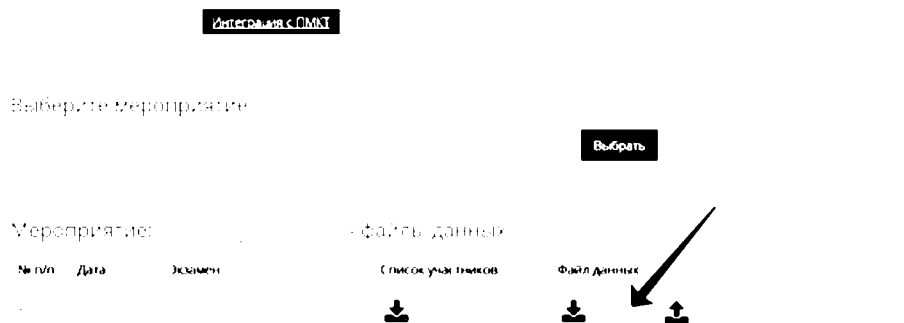 Интеграция с ПМКТ
Выберите мероприятие
Выбрать
Мероприятие: - файлы данных
№ п/п Дата Экзамен Список участников Файл данных